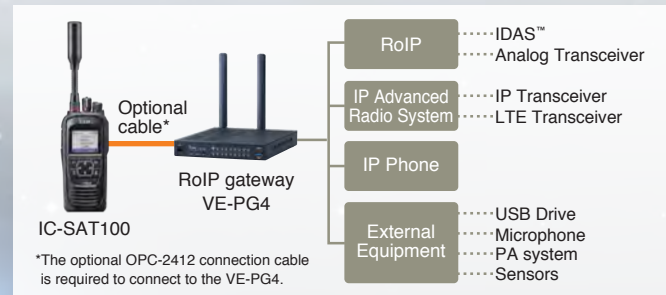 Optional
cable*
IC-SAT100
RoIP gateway
VE-PG4
*The optional OPC-2412 connection cable
is required to connect to the VE-PG4.
RoIP
IDAS™
Analog Transceiver
IP Advanced
Radio System
IP Transceiver
LTE Transceiver
IP Phone
External
Equipment
USB Drive
Microphone
PA system
Sensors